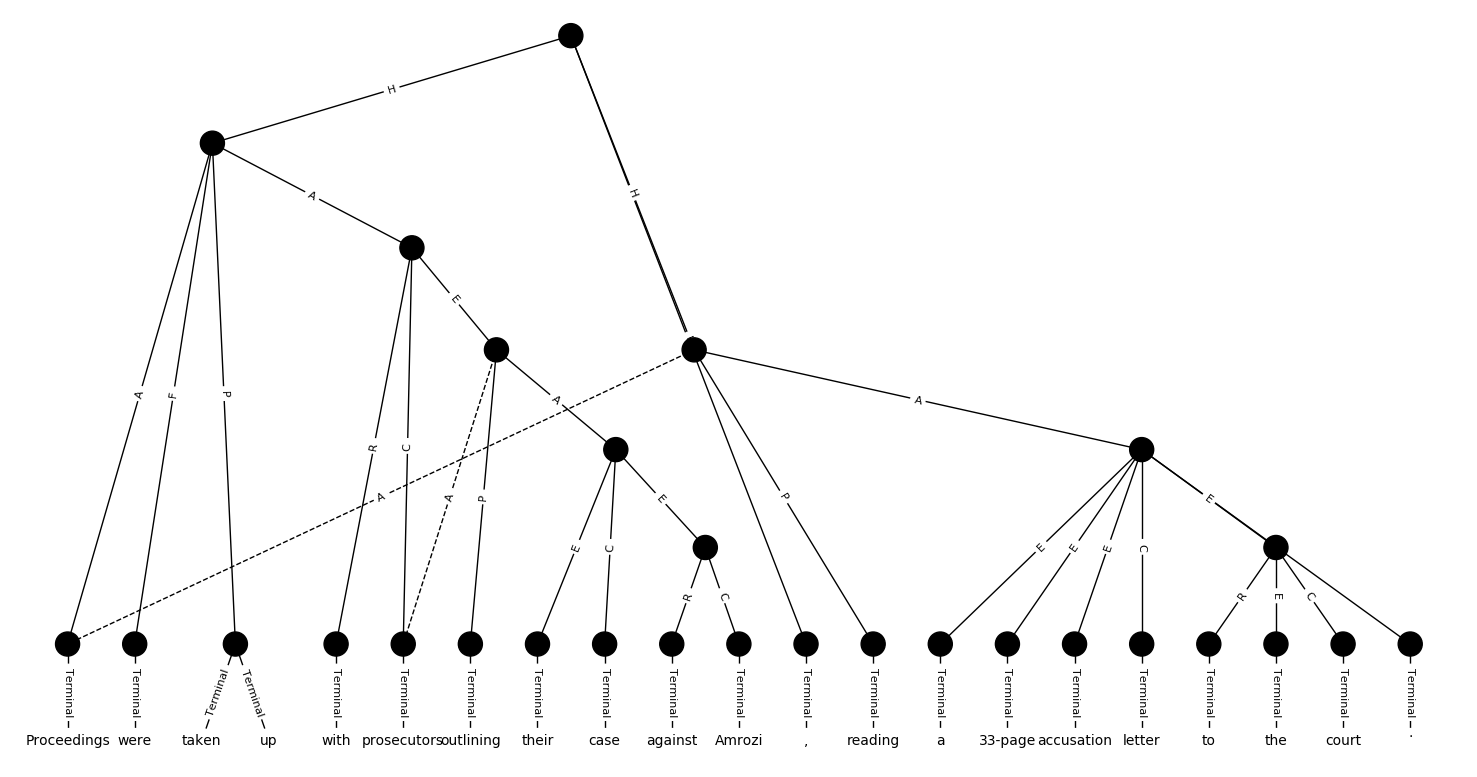 H
A
H
E
A F P A
A
R C A A P E P
E C E E E C E
R C R E C
Terminal Terminal Terminal Terminal Terminal Terminal Terminal Terminal Terminal Terminal Terminal Terminal Terminal Terminal Terminal Terminal Terminal Terminal Terminal Terminal Terminal
Proceedings were taken up with prosecutors outlining their case against Amrozi , reading a 33-page accusation letter to the court .